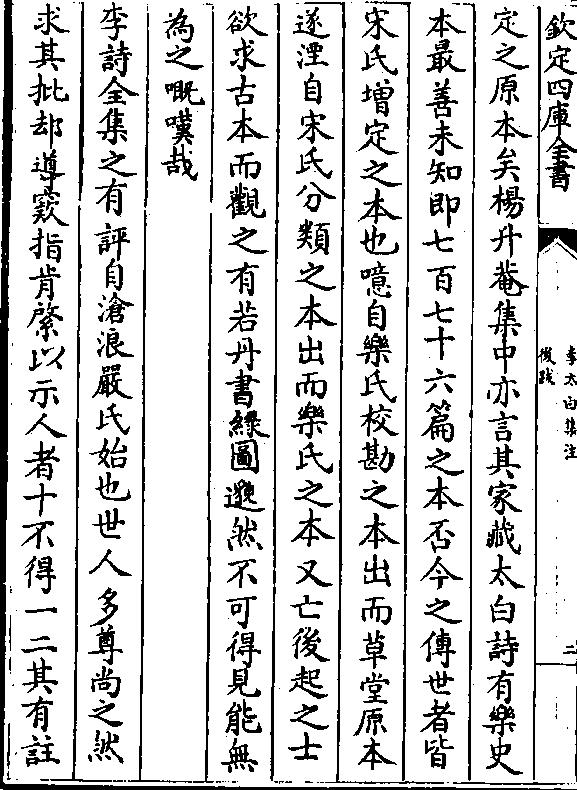 欽定四庫全書
李太白集注
後跋
二
定之原本矣楊升菴集中亦言其家藏太白詩有樂史
本最善未知即七百七十六篇之本否今之傳世者皆
宋氏增定之本也噫自樂氏校勘之本出而草堂原本
遂湮自宋氏分類之本出而樂氏之本又亡後起之士
欲求古本而觀之有若丹書綠圖邈然不可得見能無
為之嘅嘆哉
李詩全集之有評自滄浪嚴氏始也世人多尊尚之然
求其批郤導窾指肯綮以示人者十不得一二其有註